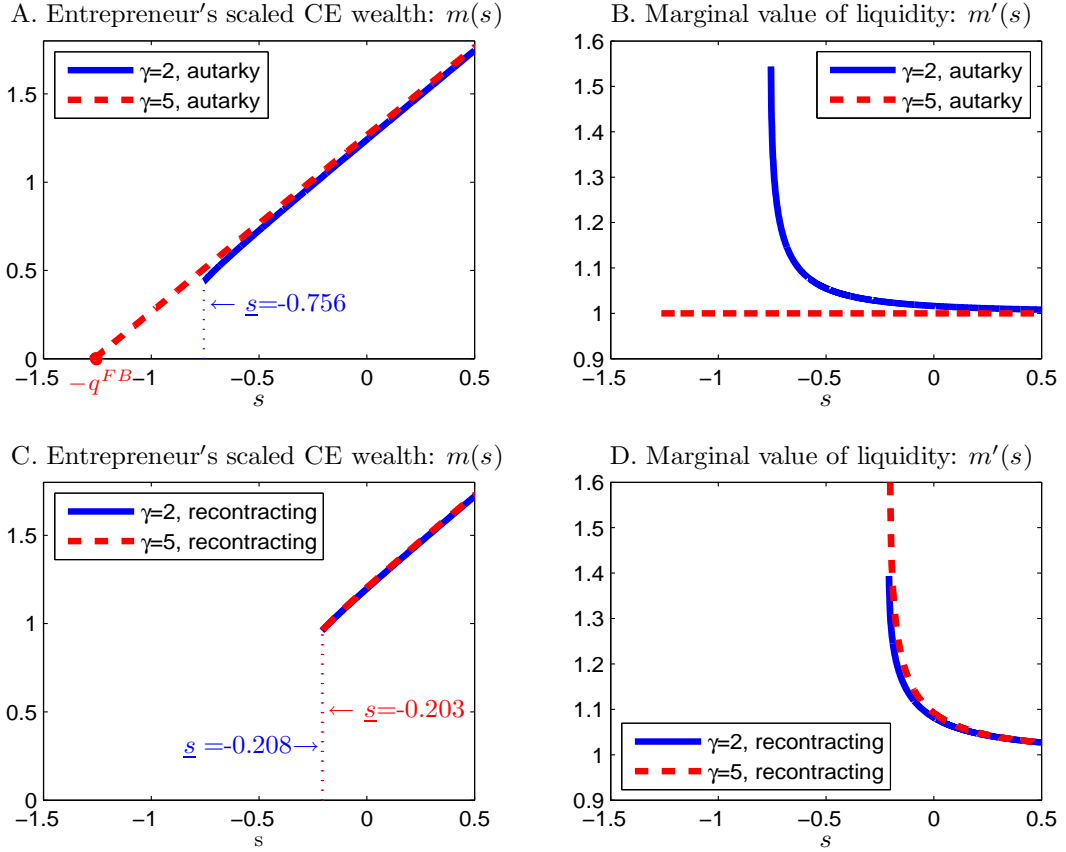 A. Entrepreneur's scaled CE wealth: m(s)
γ=2, autarky
γ=5, autarky
1.5
1
0.5
0
← s=-0.756
−q^{FB}
−1.5 −1 −0.5 0 0.5
s
B. Marginal value of liquidity: m′(s)
1.6
1.5
1.4
1.3
1.2
1.1
1
0.9
γ=2, autarky
γ=5, autarky
−1.5 −1 −0.5 0 0.5
s
C. Entrepreneur's scaled CE wealth: m(s)
γ=2, recontracting
γ=5, recontracting
1.5
1
0.5
0
← s=-0.203
s =-0.208→
−1.5 −1 −0.5 0 0.5
s
D. Marginal value of liquidity: m′(s)
1.6
1.5
1.4
1.3
1.2
1.1
1
0.9
γ=2, recontracting
γ=5, recontracting
−1.5 −1 −0.5 0 0.5
s